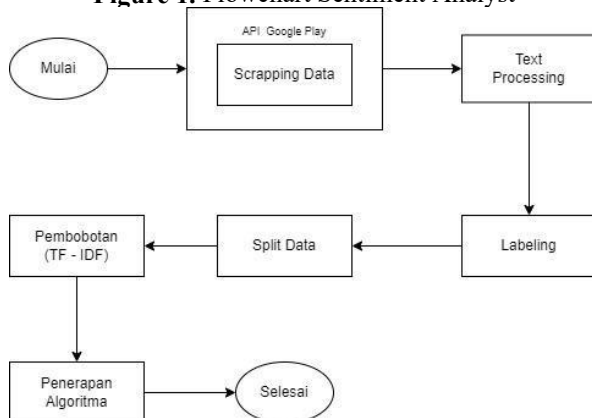 Figure 1. Flowchart Sentiment Analyst
Mulai
API Google Play
Scrapping Data
Text
Processing
Labeling
Split Data
Pembobotan
(TF - IDF)
Penerapan
Algoritma
Selesai